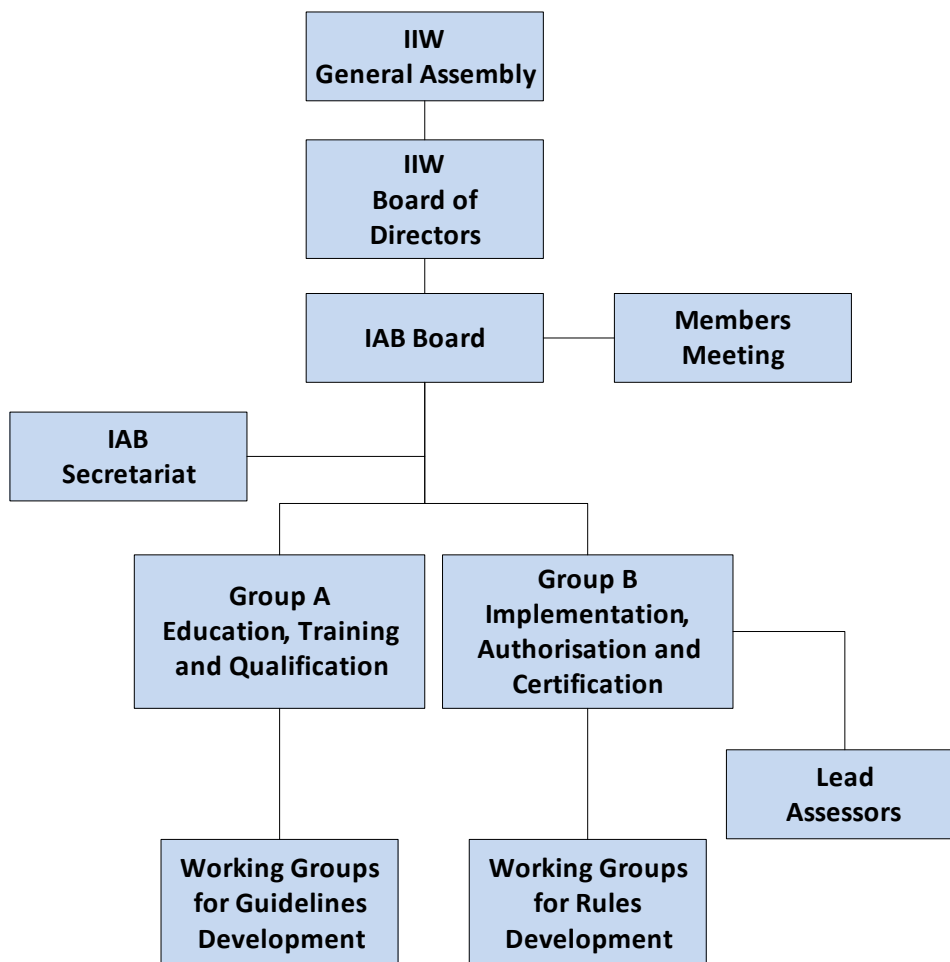 IIW
General Assembly
IIW
Board of
Directors
IAB Board
Members
Meeting
IAB
Secretariat
Group A
Education, Training
and Qualification
Group B
Implementation,
Authorisation and
Certification
Lead
Assessors
Working Groups
for Guidelines
Development
Working Groups
for Rules
Development